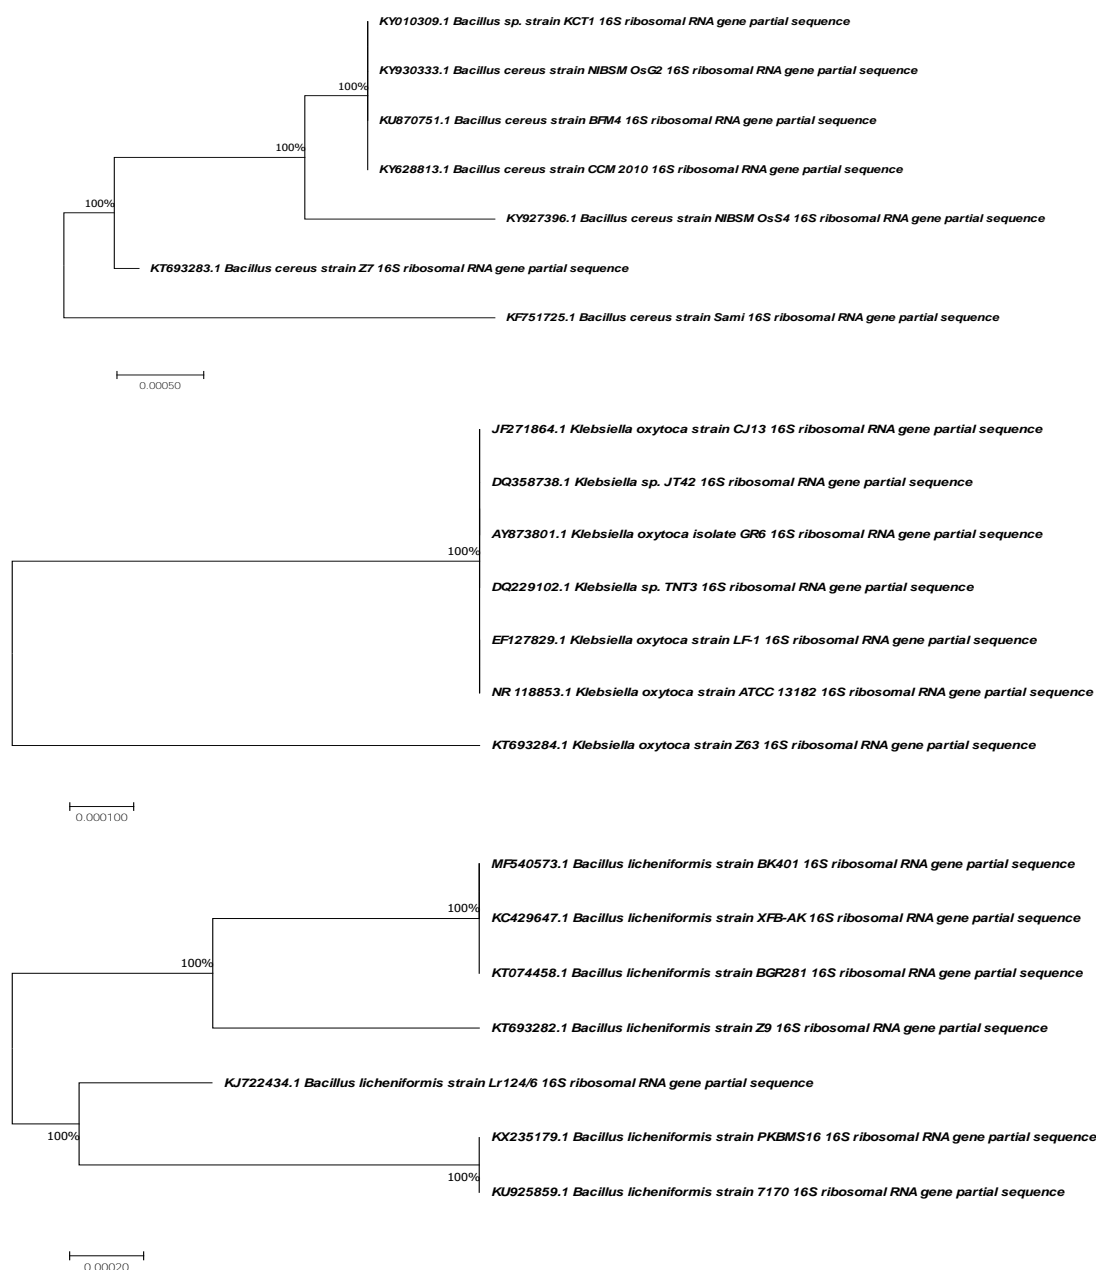 KY010309.1 Bacillus sp. strain KCT1 16S ribosomal RNA gene partial sequence
KY930333.1 Bacillus cereus strain NIBSM OsG2 16S ribosomal RNA gene partial sequence
100%
KU870751.1 Bacillus cereus strain BFM4 16S ribosomal RNA gene partial sequence
100%
KY628813.1 Bacillus cereus strain CCM 2010 16S ribosomal RNA gene partial sequence
100%
KY927396.1 Bacillus cereus strain NIBSM OsS4 16S ribosomal RNA gene partial sequence
KT693283.1 Bacillus cereus strain Z7 16S ribosomal RNA gene partial sequence
KF751725.1 Bacillus cereus strain Sami 16S ribosomal RNA gene partial sequence
0.00050
JF271864.1 Klebsiella oxytoca strain CJ13 16S ribosomal RNA gene partial sequence
DQ358738.1 Klebsiella sp. JT42 16S ribosomal RNA gene partial sequence
AY873801.1 Klebsiella oxytoca isolate GR6 16S ribosomal RNA gene partial sequence
100%
DQ229102.1 Klebsiella sp. TNT3 16S ribosomal RNA gene partial sequence
EF127829.1 Klebsiella oxytoca strain LF-1 16S ribosomal RNA gene partial sequence
NR 118853.1 Klebsiella oxytoca strain ATCC 13182 16S ribosomal RNA gene partial sequence
KT693284.1 Klebsiella oxytoca strain Z63 16S ribosomal RNA gene partial sequence
0.000100
MF540573.1 Bacillus licheniformis strain BK401 16S ribosomal RNA gene partial sequence
100%
KC429647.1 Bacillus licheniformis strain XFB-AK 16S ribosomal RNA gene partial sequence
100%
KT074458.1 Bacillus licheniformis strain BGR281 16S ribosomal RNA gene partial sequence
KT693282.1 Bacillus licheniformis strain Z9 16S ribosomal RNA gene partial sequence
KJ722434.1 Bacillus licheniformis strain Lr124/6 16S ribosomal RNA gene partial sequence
100%
KX235179.1 Bacillus licheniformis strain PKBMS16 16S ribosomal RNA gene partial sequence
100%
KU925859.1 Bacillus licheniformis strain 7170 16S ribosomal RNA gene partial sequence
0.00020